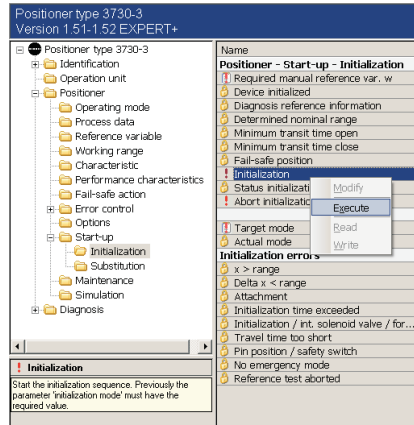 Positioner type 3730-3
Version 1.51-1.52 EXPERT+
Positioner type 3730-3
Identification
Operation unit
Positioner
Operating mode
Process data
Reference variable
Working range
Characteristic
Performance characteristics
Fail-safe action
Error control
Options
Start-up
Initialization
Substitution
Maintenance
Simulation
Diagnosis
! Initialization
Start the initialization sequence. Previously the
parameter 'initialization mode' must have the
required value.
Name
Positioner - Start-up - Initialization
Required manual reference var. w
Device initialized
Diagnosis reference information
Determined nominal range
Minimum transit time open
Minimum transit time close
Fail-safe position
! Initialization
Status initializati
! Abort initializatio
Modify
Execute
Read
Write
Target mode
Actual mode
Initialization errors
x > range
Delta x < range
Attachment
Initialization time exceeded
Initialization / int. solenoid valve / for...
Travel time too short
Pin position / safety switch
No emergency mode
Reference test aborted